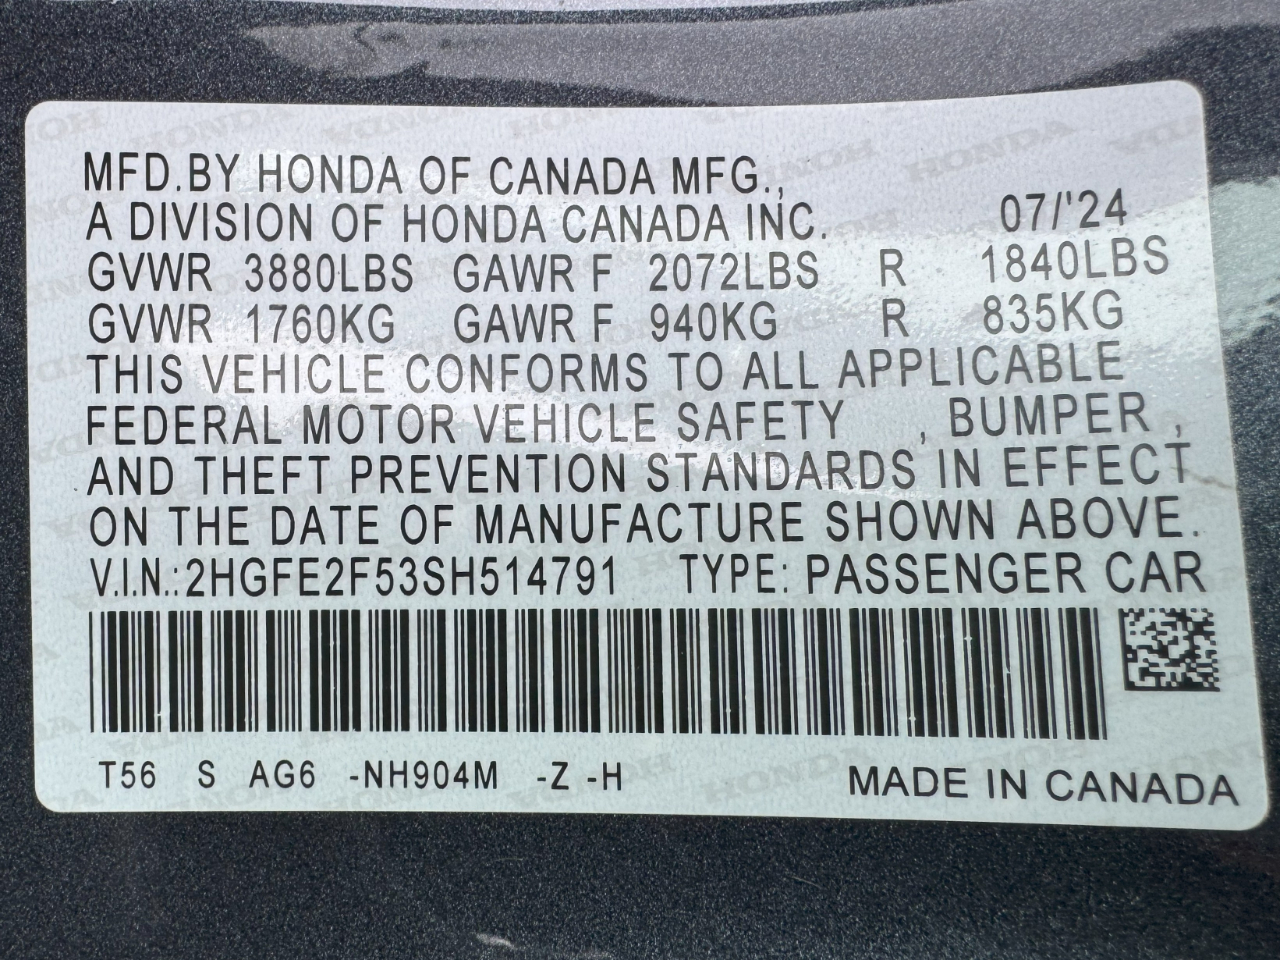 MFD.BY HONDA OF CANADA MFG.,
A DIVISION OF HONDA CANADA INC. 07/'24
GVWR 3880LBS GAWR F 2072LBS R 1840LBS
GVWR 1760KG GAWR F 940KG R 835KG
THIS VEHICLE CONFORMS TO ALL APPLICABLE
FEDERAL MOTOR VEHICLE SAFETY , BUMPER ,
AND THEFT PREVENTION STANDARDS IN EFFECT
ON THE DATE OF MANUFACTURE SHOWN ABOVE.
V.I.N.:2HGFE2F53SH514791 TYPE: PASSENGER CAR
T56 S AG6 -NH904M -Z -H MADE IN CANADA